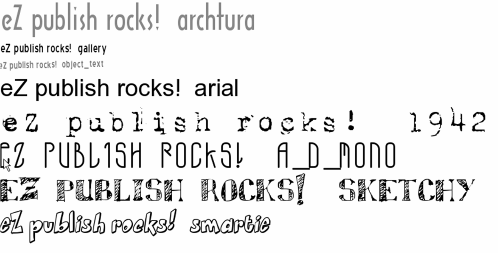 eZ publish rocks! archtura
eZ publish rocks! gallery
eZ publish rocks! object_text
eZ publish rocks! arial
eZ publish rocks! 1942
eZ PUBLISH ROCKS! A_D_MONO
EZ PUBLISH ROCKS! SKETCHY
eZ publish rocks! smartie